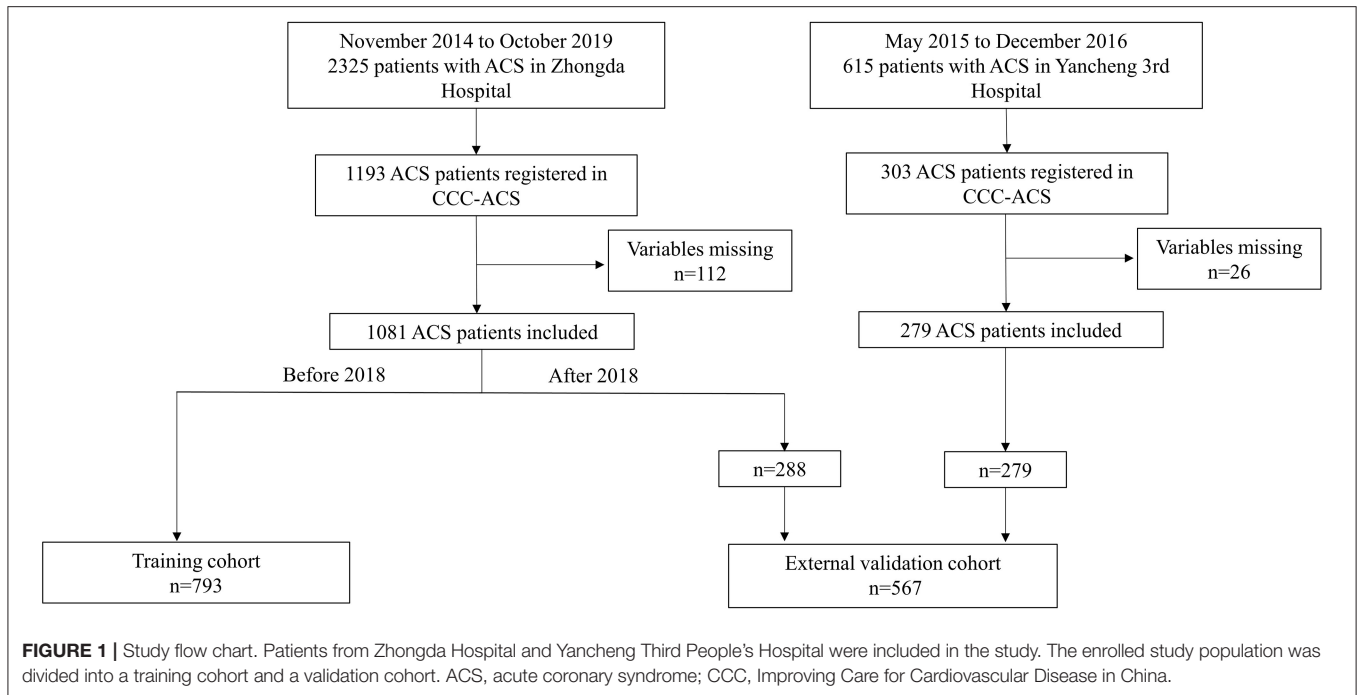 November 2014 to October 2019
2325 patients with ACS in Zhongda
Hospital
May 2015 to December 2016
615 patients with ACS in Yancheng 3rd
Hospital
1193 ACS patients registered in
CCC-ACS
303 ACS patients registered in
CCC-ACS
Variables missing
n=112
Variables missing
n=26
1081 ACS patients included
279 ACS patients included
Before 2018
After 2018
n=288
n=279
Training cohort
n=793
External validation cohort
n=567
FIGURE 1 | Study flow chart. Patients from Zhongda Hospital and Yancheng Third People's Hospital were included in the study. The enrolled study population was
divided into a training cohort and a validation cohort. ACS, acute coronary syndrome; CCC, Improving Care for Cardiovascular Disease in China.